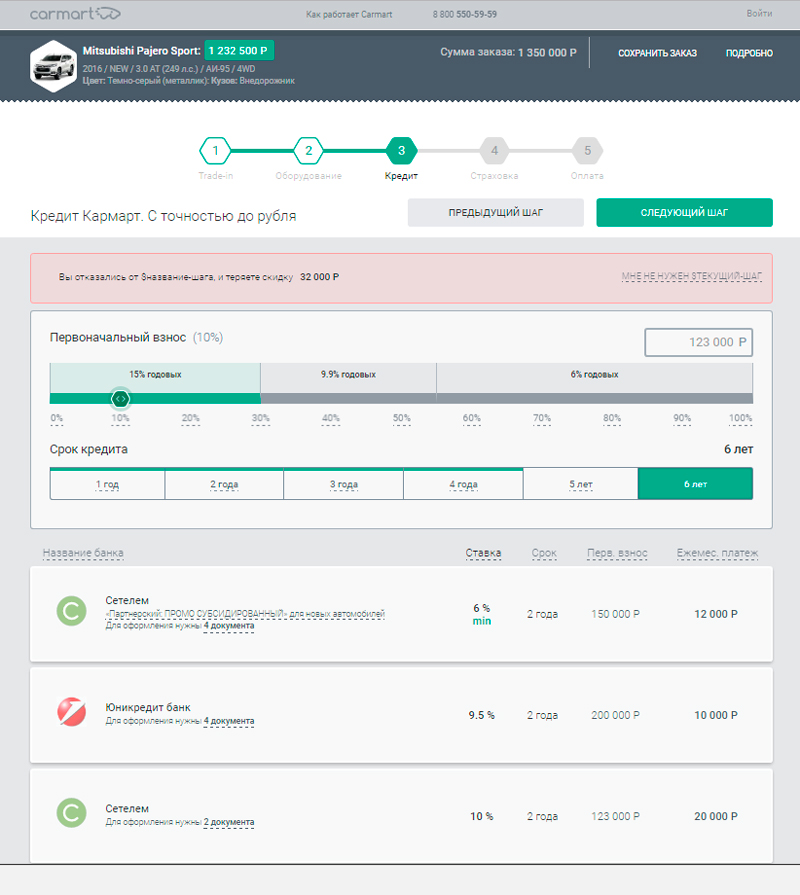 carmart
Как работает Carmart
8 800 550-59-59
Войти
Mitsubishi Pajero Sport: 1 232 500 Р
2016 / NEW / 3.0 AT (249 л.с.) / АИ-95 / 4WD
Цвет: Темно-серый (металлик): Кузов: Внедорожник
Сумма заказа: 1 350 000 Р
СОХРАНИТЬ ЗАКАЗ
ПОДРОБНО
1 2 3 4 5
Trade-in Оборудование Кредит Страховка Оплата
Кредит Кармарт. С точностью до рубля
ПРЕДЫДУЩИЙ ШАГ
СЛЕДУЮЩИЙ ШАГ
Вы отказались от $название-шага, и теряете скидку 32 000 Р
МНЕ НЕ НУЖЕН $ТЕКУЩИЙ-ШАГ
Первоначальный взнос (10%)
123 000 Р
15% годовых 9.9% годовых 6% годовых
0% 10% 20% 30% 40% 50% 60% 70% 80% 90% 100%
Срок кредита 6 лет
1 год 2 года 3 года 4 года 5 лет 6 лет
Название банка Ставка Срок Перв. взнос Ежемес. платеж
Сетелем
«Партнерский: ПРОМО СУБСИДИРОВАННЫЙ» для новых автомобилей
Для оформления нужны 4 документа
6 %
min
2 года
150 000 Р
12 000 Р
Юникредит банк
Для оформления нужны 4 документа
9.5 %
2 года
200 000 Р
10 000 Р
Сетелем
Для оформления нужны 2 документа
10 %
2 года
123 000 Р
20 000 Р